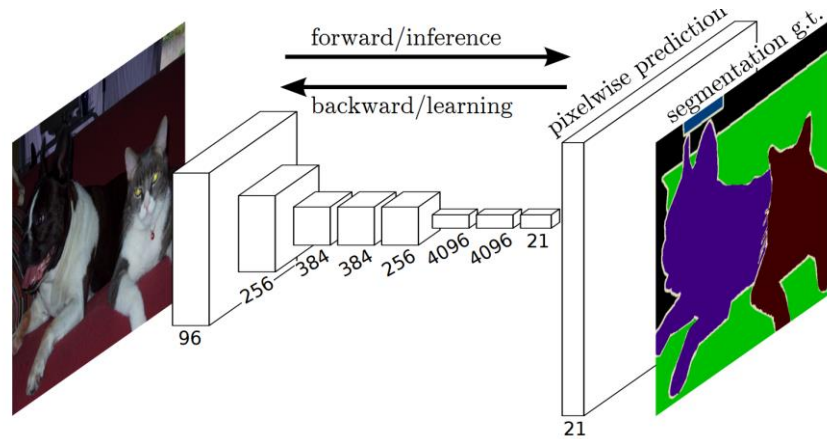 forward/inference
backward/learning
pixelwise prediction
segmentation g.t.
96
256
384
384
256
4096
4096
21
21